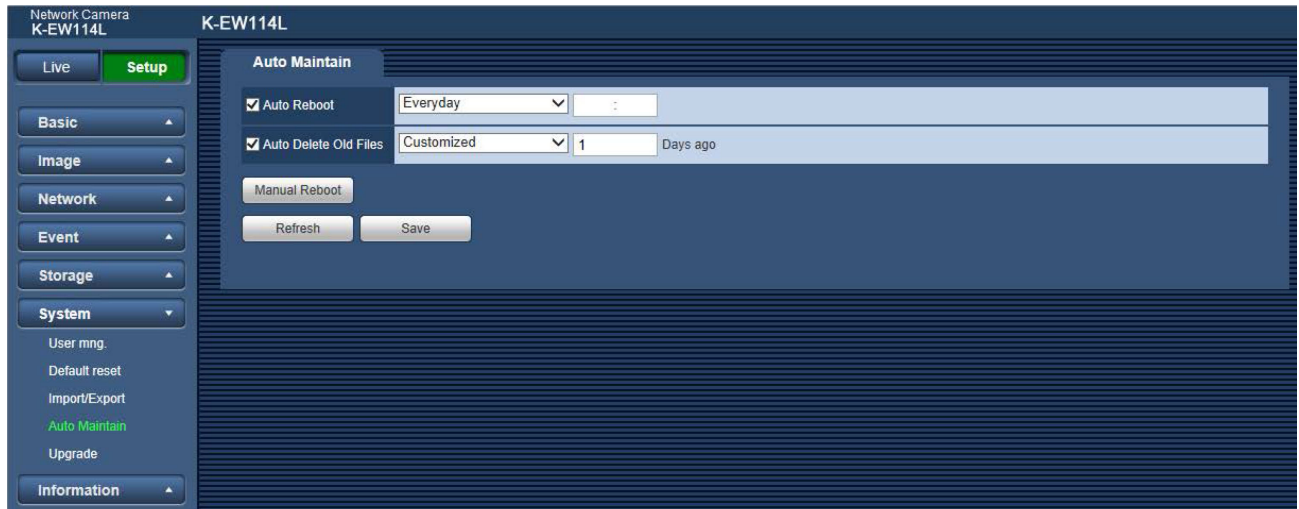 Network Camera
K-EW114L
K-EW114L
Live
Setup
Basic
Image
Network
Event
Storage
System
User mng.
Default reset
Import/Export
Auto Maintain
Upgrade
Information
Auto Maintain
Auto Reboot Everyday :
Auto Delete Old Files Customized 1 Days ago
Manual Reboot
Refresh Save